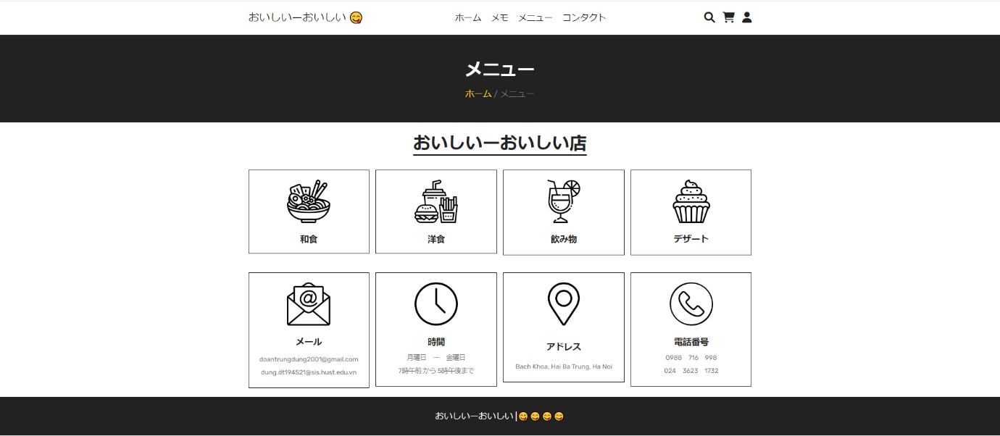 おいしいーおいしい 😋
ホーム メモ メニュー コンタクト
メニュー
ホーム / メニュー
おいしいーおいしい店
和食
洋食
飲み物
デザート
@
メール
doantrungdung2001@gmail.com
dung.dt194521@sis.hust.edu.vn
時間
月曜日 ー 金曜日
7時午前 から 5時午後まで
アドレス
Bach Khoa, Hai Ba Trung, Ha Noi
電話番号
0988 716 998
024 3623 1732
おいしいーおいしい | 😋 😋 😋 😋